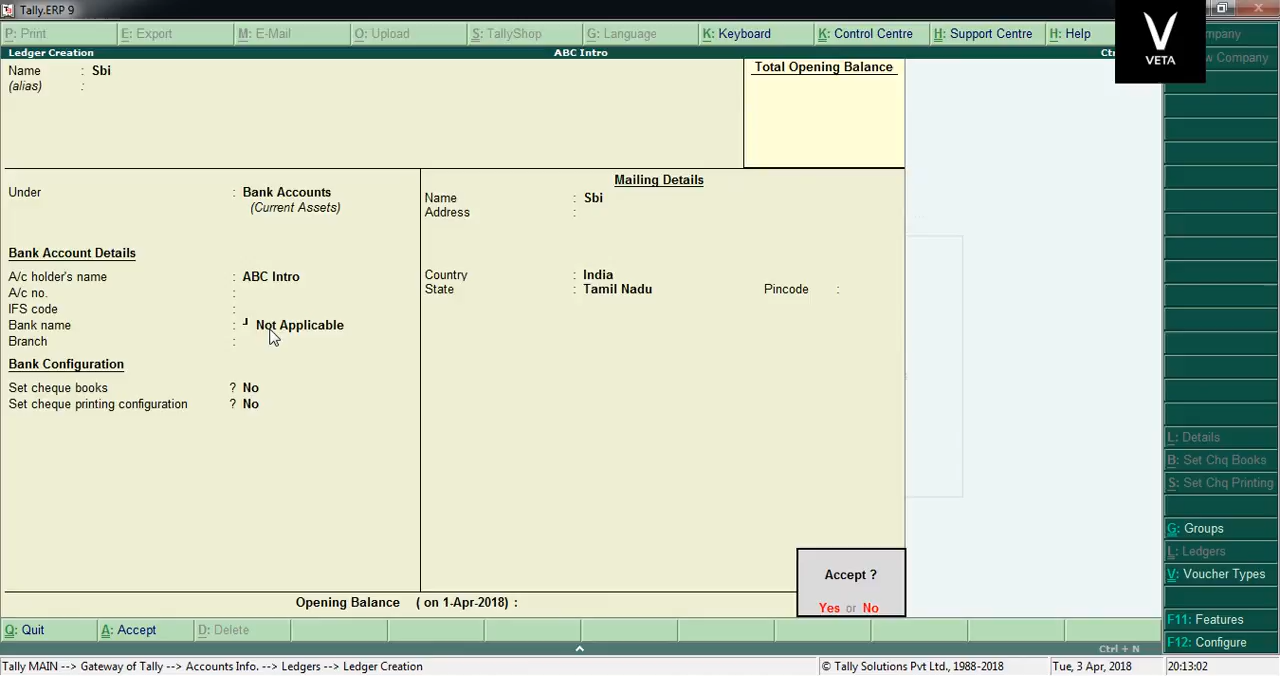 Tally.ERP 9
P: Print E: Export M: E-Mail O: Upload S: TallyShop G: Language K: Keyboard K: Control Centre H: Support Centre H: Help
Ledger Creation ABC Intro
VETA
Name : Sbi
(alias) :
Total Opening Balance
Under : Bank Accounts
(Current Assets)
Bank Account Details
A/c holder's name : ABC Intro
A/c no. :
IFS code :
Bank name : ┘ Not Applicable
Branch :
Bank Configuration
Set cheque books ? No
Set cheque printing configuration ? No
Mailing Details
Name : Sbi
Address :
Country : India
State : Tamil Nadu Pincode :
Accept ?
Yes or No
Opening Balance ( on 1-Apr-2018) :
L: Details
B: Set Chq Books
S: Set Chq Printing
G: Groups
L: Ledgers
V: Voucher Types
F11: Features
F12: Configure
Q: Quit A: Accept D: Delete
Ctrl + N
Tally MAIN --> Gateway of Tally --> Accounts Info. --> Ledgers --> Ledger Creation © Tally Solutions Pvt Ltd., 1988-2018 Tue, 3 Apr, 2018 20:13:02